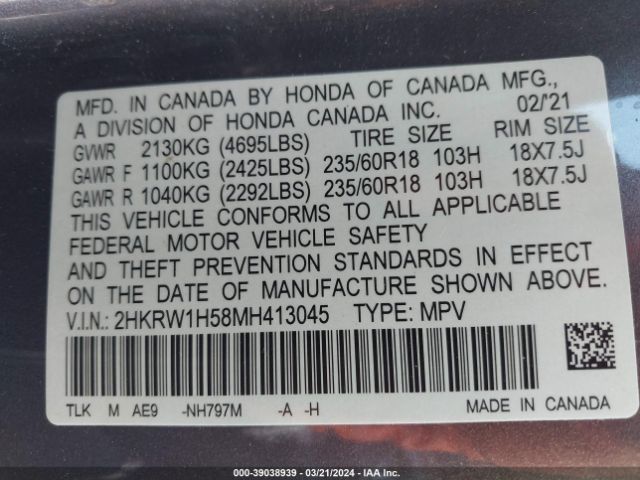 MFD. IN CANADA BY HONDA OF CANADA MFG.,
A DIVISION OF HONDA CANADA INC. 02/'21
GVWR 2130KG (4695LBS) TIRE SIZE RIM SIZE
GAWR F 1100KG (2425LBS) 235/60R18 103H 18X7.5J
GAWR R 1040KG (2292LBS) 235/60R18 103H 18X7.5J
THIS VEHICLE CONFORMS TO ALL APPLICABLE
FEDERAL MOTOR VEHICLE SAFETY
AND THEFT PREVENTION STANDARDS IN EFFECT
ON THE DATE OF MANUFACTURE SHOWN ABOVE.
V.I.N.: 2HKRW1H58MH413045 TYPE: MPV
TLK M AE9 -NH797M -A -H MADE IN CANADA
000-39038939 - 03/21/2024 - IAA Inc.